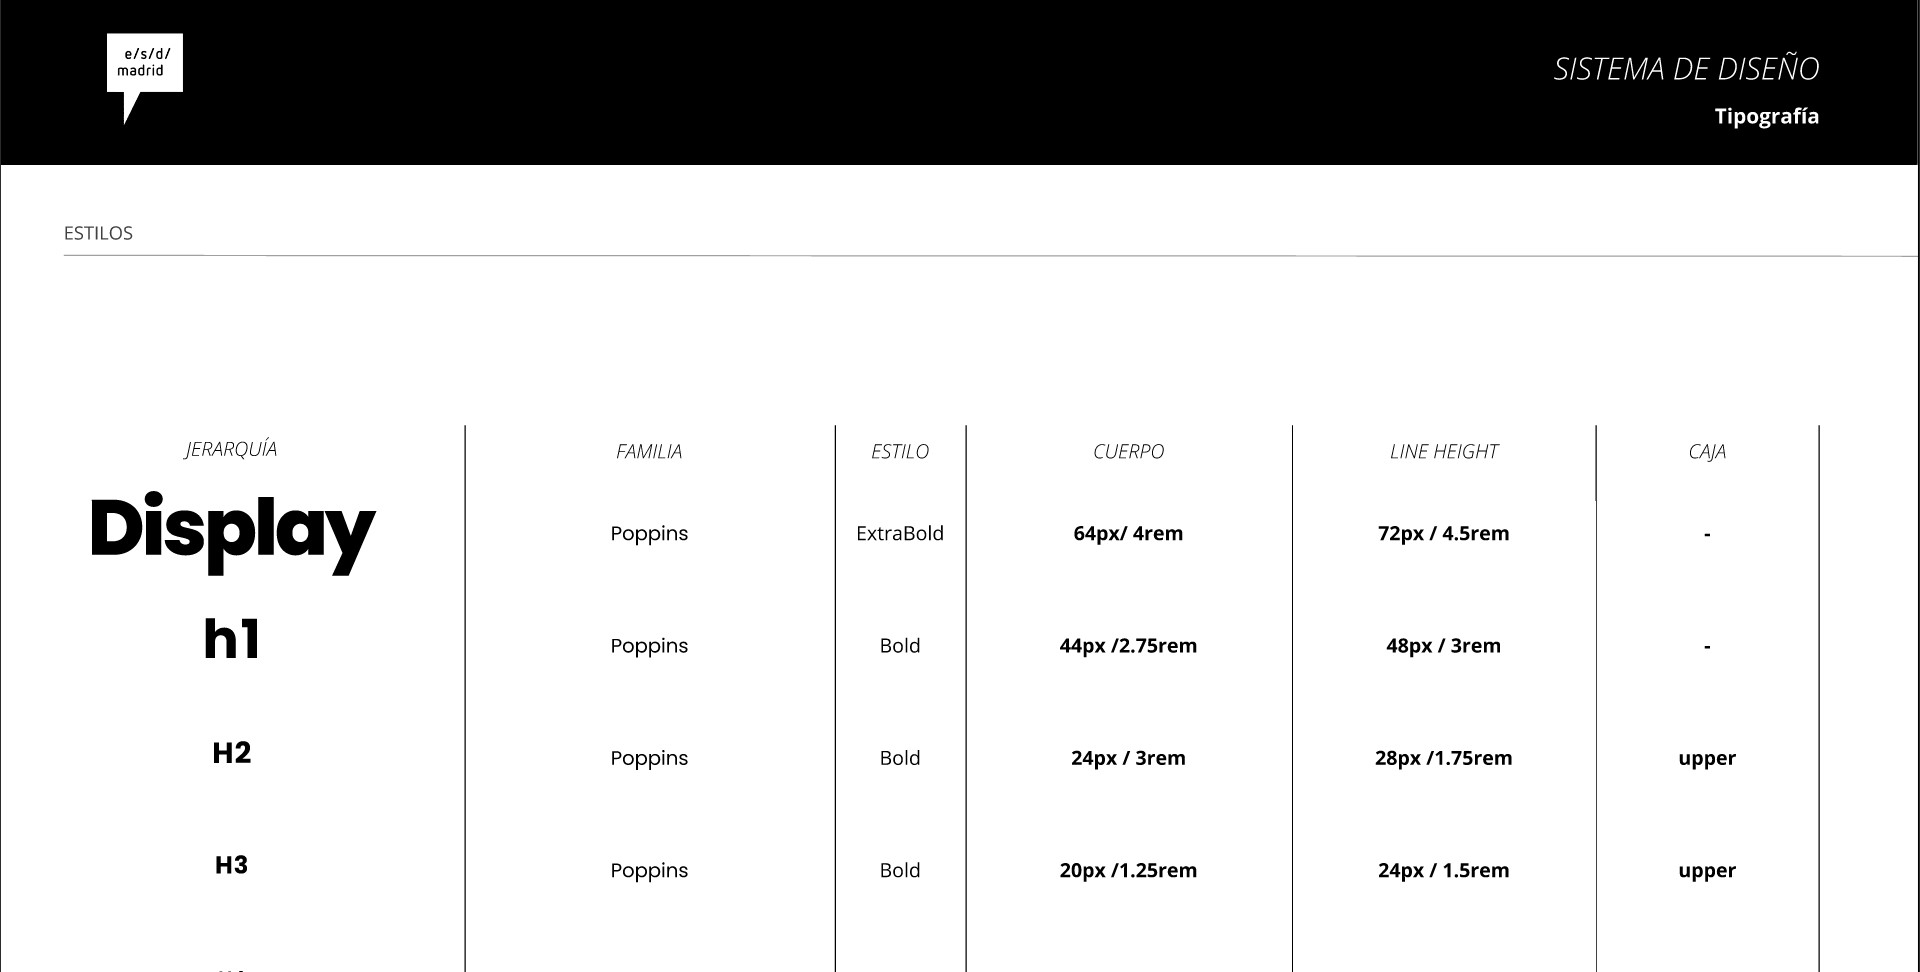 e/s/d/
madrid
SISTEMA DE DISEÑO
Tipografía
ESTILOS
JERARQUÍA FAMILIA ESTILO CUERPO LINE HEIGHT CAJA
Display Poppins ExtraBold 64px/ 4rem 72px / 4.5rem -
h1 Poppins Bold 44px /2.75rem 48px / 3rem -
H2 Poppins Bold 24px / 3rem 28px /1.75rem upper
H3 Poppins Bold 20px /1.25rem 24px / 1.5rem upper